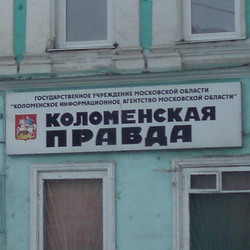 ГОСУДАРСТВЕННОЕ УЧРЕЖДЕНИЕ МОСКОВСКОЙ ОБЛАСТИ
"КОЛОМЕНСКОЕ ИНФОРМАЦИОННОЕ АГЕНТСТВО МОСКОВСКОЙ ОБЛАСТИ"
КОЛОМЕНСКАЯ
ПРАВДА